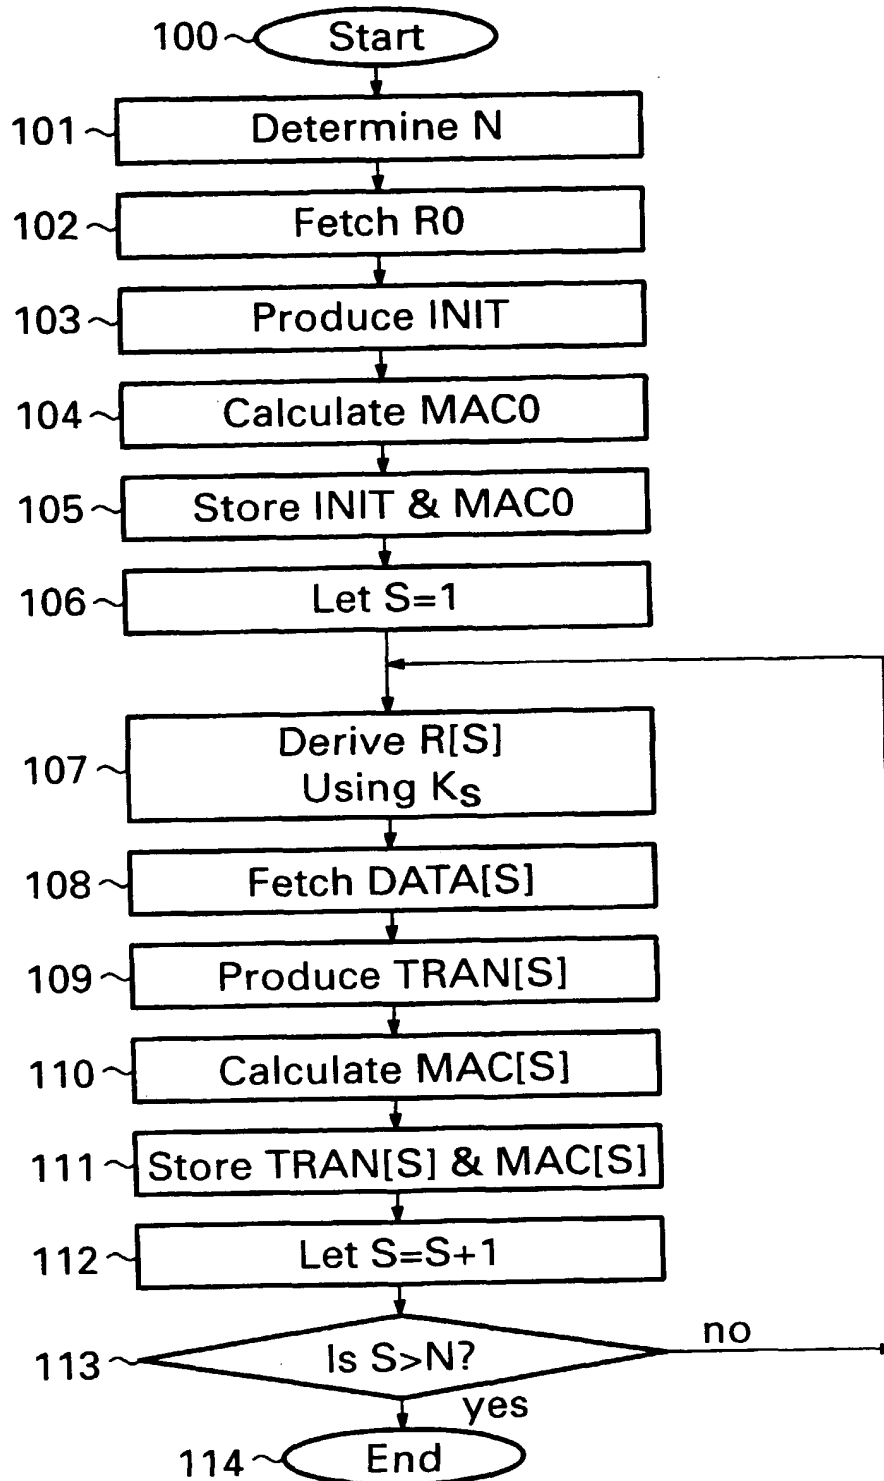 100 Start
101 Determine N
102 Fetch R0
103 Produce INIT
104 Calculate MAC0
105 Store INIT & MAC0
106 Let S=1
107 Derive R[S]
Using Ks
108 Fetch DATA[S]
109 Produce TRAN[S]
110 Calculate MAC[S]
111 Store TRAN[S] & MAC[S]
112 Let S=S+1
113 Is S>N? no
yes
114 End